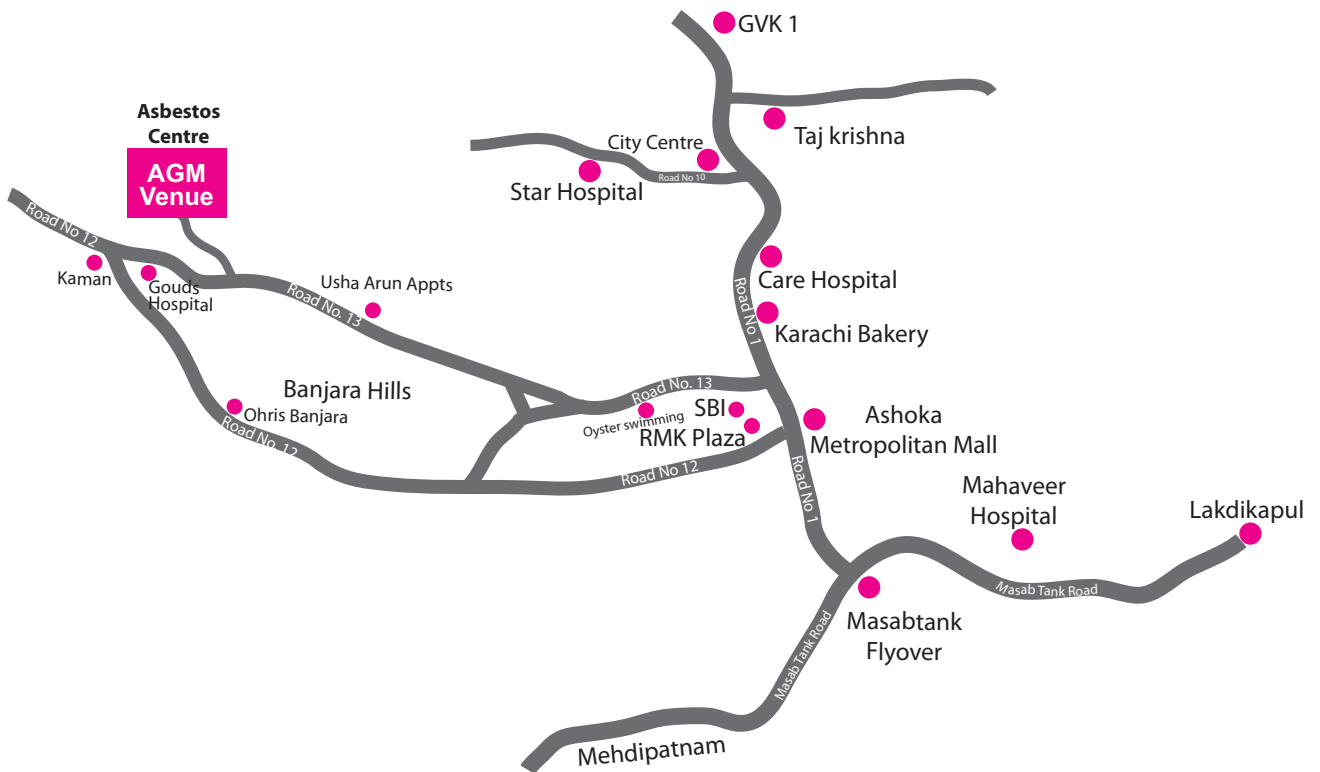 GVK 1
Taj krishna
City Centre
Road No 10
Star Hospital
Asbestos
Centre
AGM
Venue
Road No 12
Kaman
Gouds
Hospital
Usha Arun Appts
Road No. 13
Care Hospital
Road No 1
Karachi Bakery
Banjara Hills
Ohris Banjara
Road No.12
Road No. 13
Oyster swimming
SBI
RMK Plaza
Ashoka
Metropolitan Mall
Road No 12
Road No 1
Mahaveer
Hospital
Lakdikapul
Masab Tank Road
Masabtank
Flyover
Masab Tank Road
Mehdipatnam